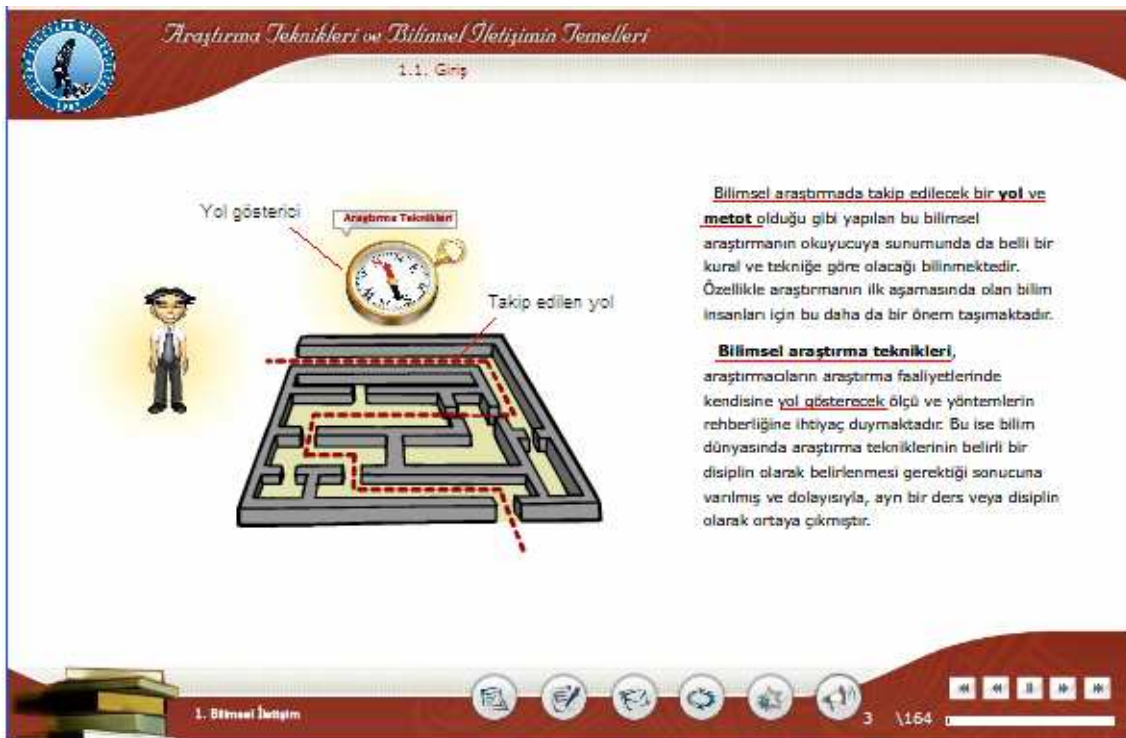 Araştırma Teknikleri ve Bilimsel İletişimin Temelleri
1.1. Giriş
Yol gösterici
Araştırma Teknikleri
Takip edilen yol
Bilimsel araştırmada takip edilecek bir yol ve
metot olduğu gibi yapılan bu bilimsel
araştırmanın okuyucuya sunumunda da belli bir
kural ve tekniğe göre olacağı bilinmektedir.
Özellikle araştırmanın ilk aşamasında olan bilim
insanları için bu daha da bir önem taşımaktadır.
Bilimsel araştırma teknikleri,
araştırmacıların araştırma faaliyetlerinde
kendisine yol gösterecek ölçü ve yöntemlerin
rehberliğine ihtiyaç duymaktadır. Bu ise bilim
dünyasında araştırma tekniklerinin belirli bir
disiplin olarak belirlenmesi gerektiği sonucuna
varılmış ve dolayısıyla, ayrı bir ders veya disiplin
olarak ortaya çıkmıştır.
1. Bilimsel İletişim
3 \164